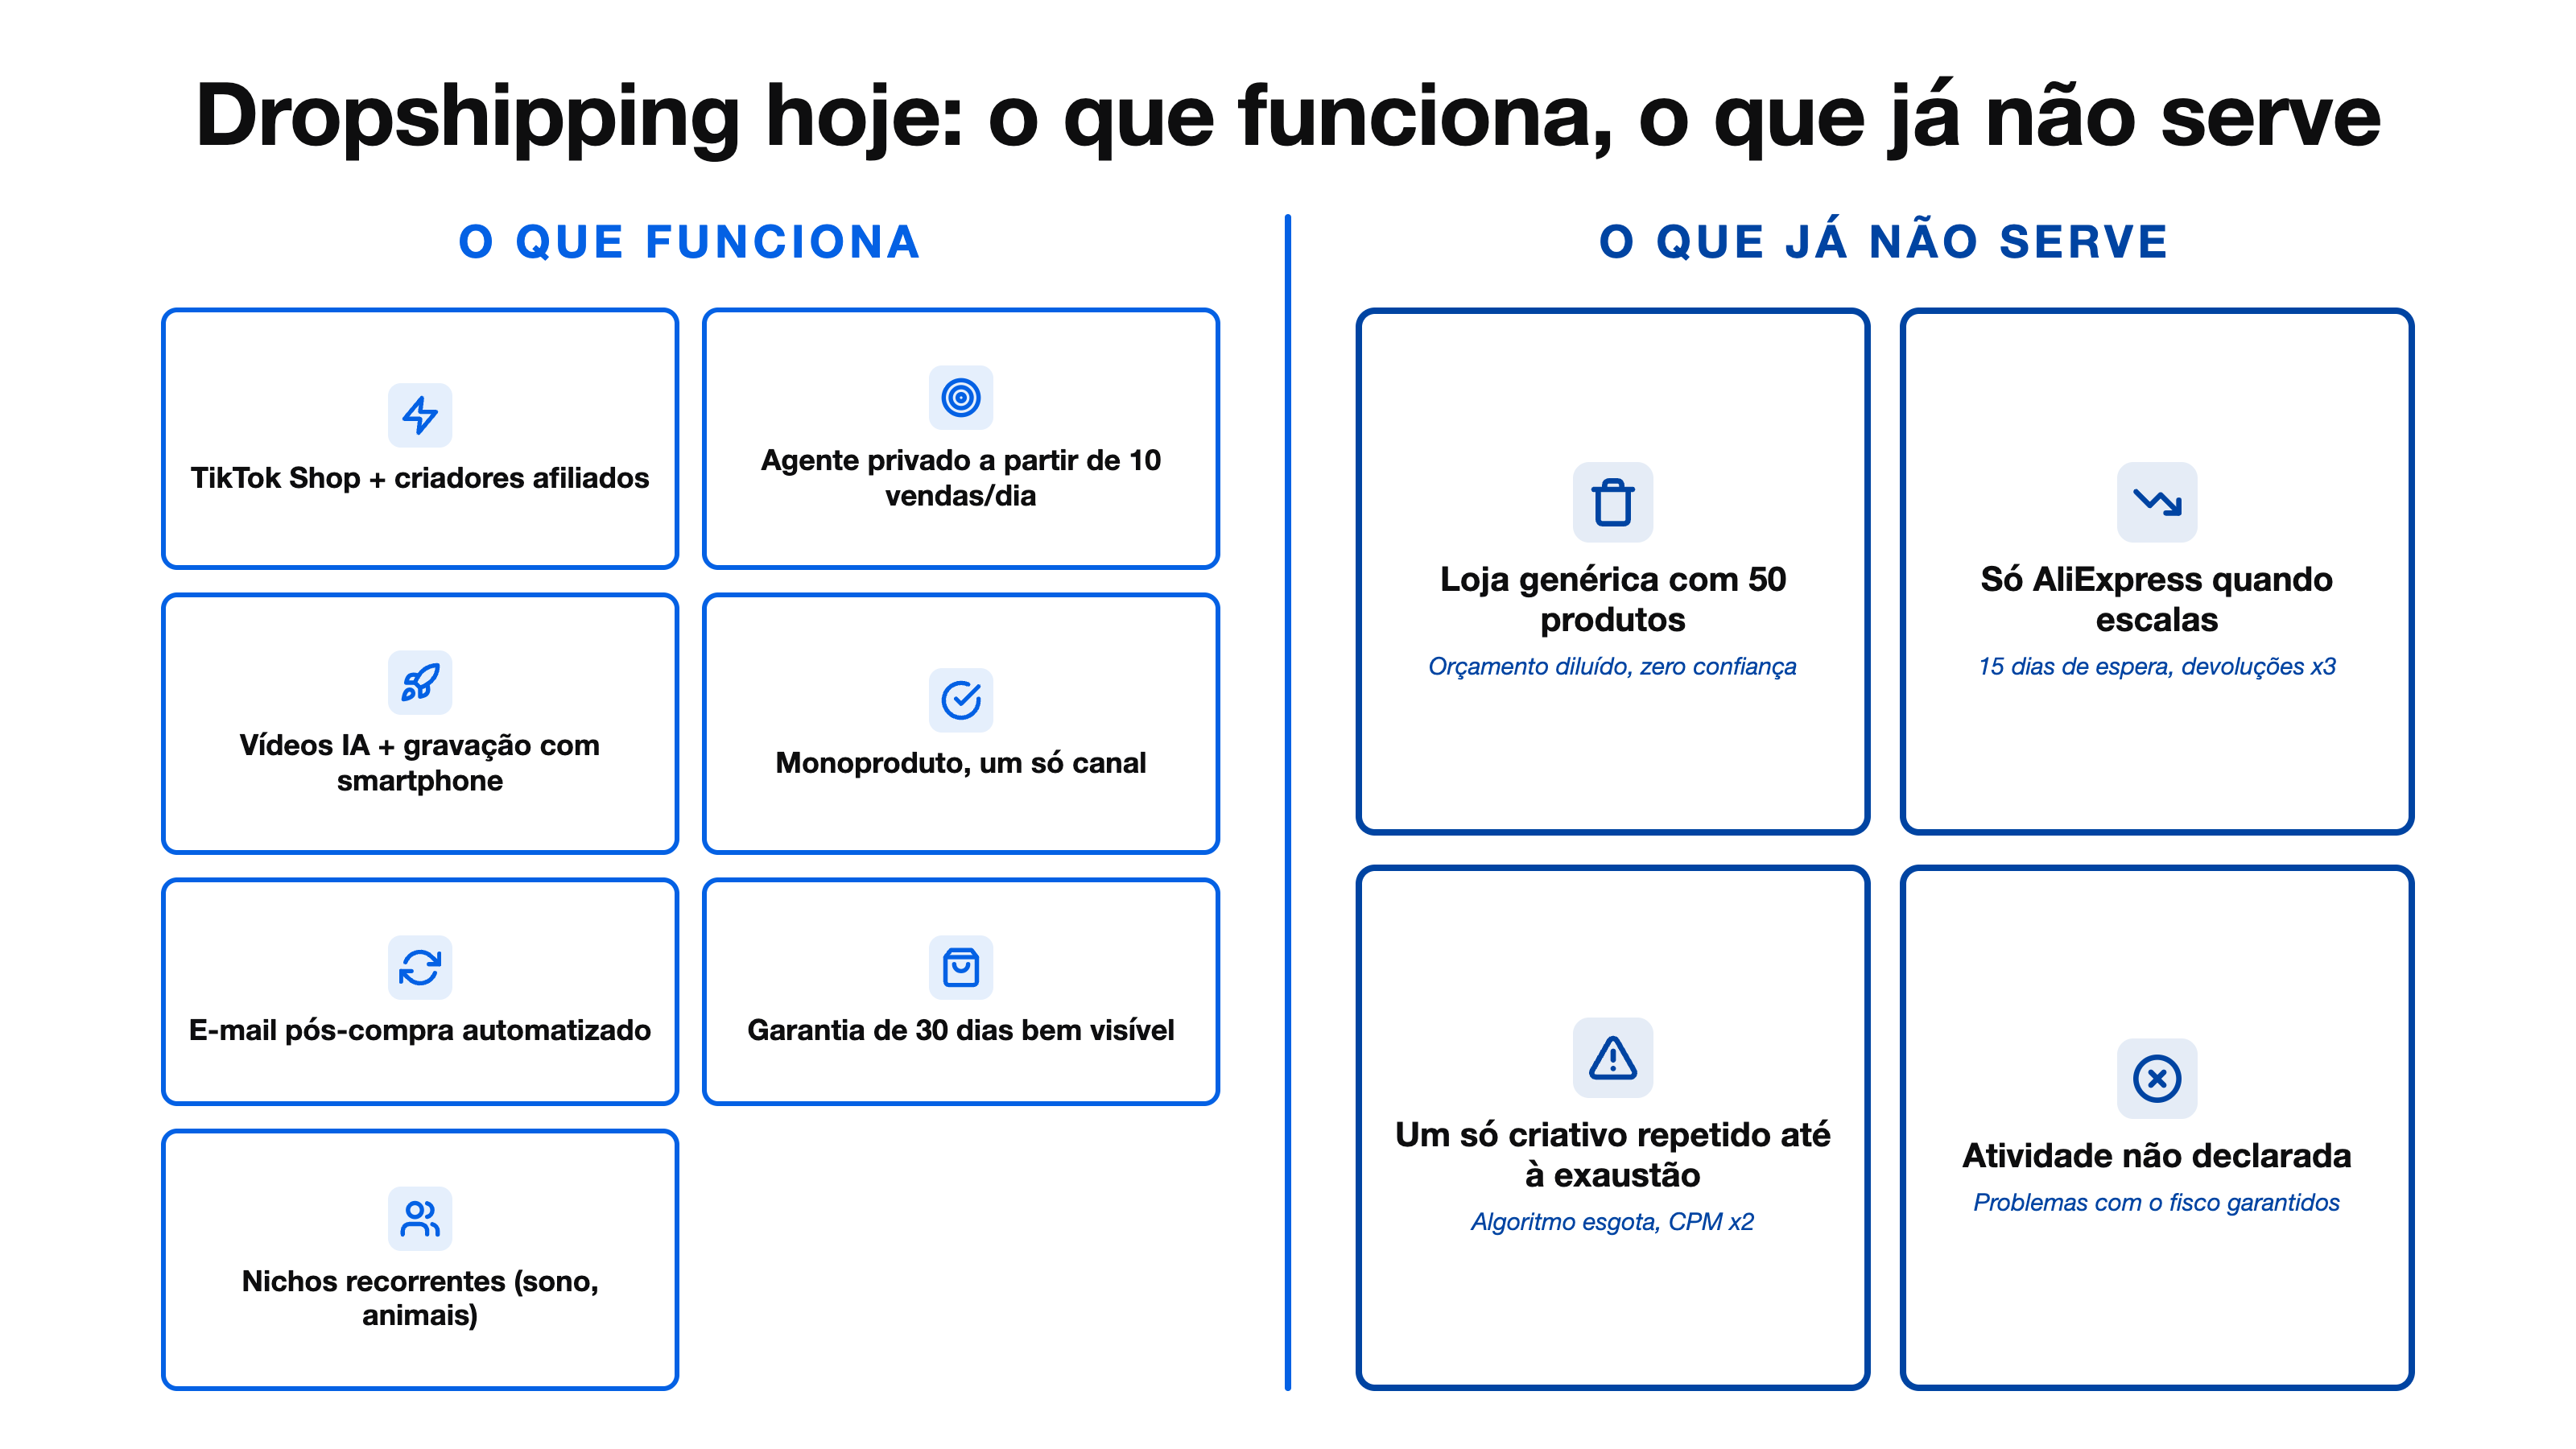 Dropshipping hoje: o que funciona, o que já não serve
O QUE FUNCIONA
TikTok Shop + criadores afiliados
Agente privado a partir de 10
vendas/dia
Vídeos IA + gravação com
smartphone
Monoproduto, um só canal
E-mail pós-compra automatizado
Garantia de 30 dias bem visível
Nichos recorrentes (sono,
animais)
O QUE JÁ NÃO SERVE
Loja genérica com 50
produtos
Orçamento diluído, zero confiança
Só AliExpress quando
escalas
15 dias de espera, devoluções x3
Um só criativo repetido até
à exaustão
Algoritmo esgota, CPM x2
Atividade não declarada
Problemas com o fisco garantidos